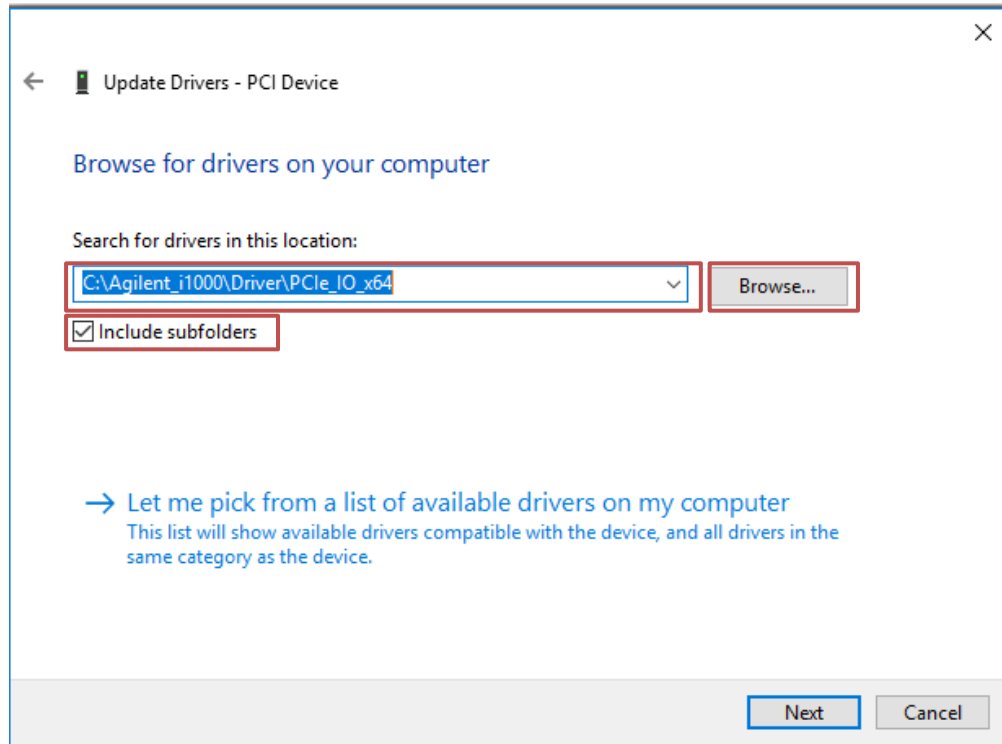 Update Drivers - PCI Device
Browse for drivers on your computer
Search for drivers in this location:
C:\Agilent_i1000\Driver\PCIe_IO_x64
Browse...
Include subfolders
Let me pick from a list of available drivers on my computer
This list will show available drivers compatible with the device, and all drivers in the
same category as the device.
Next
Cancel